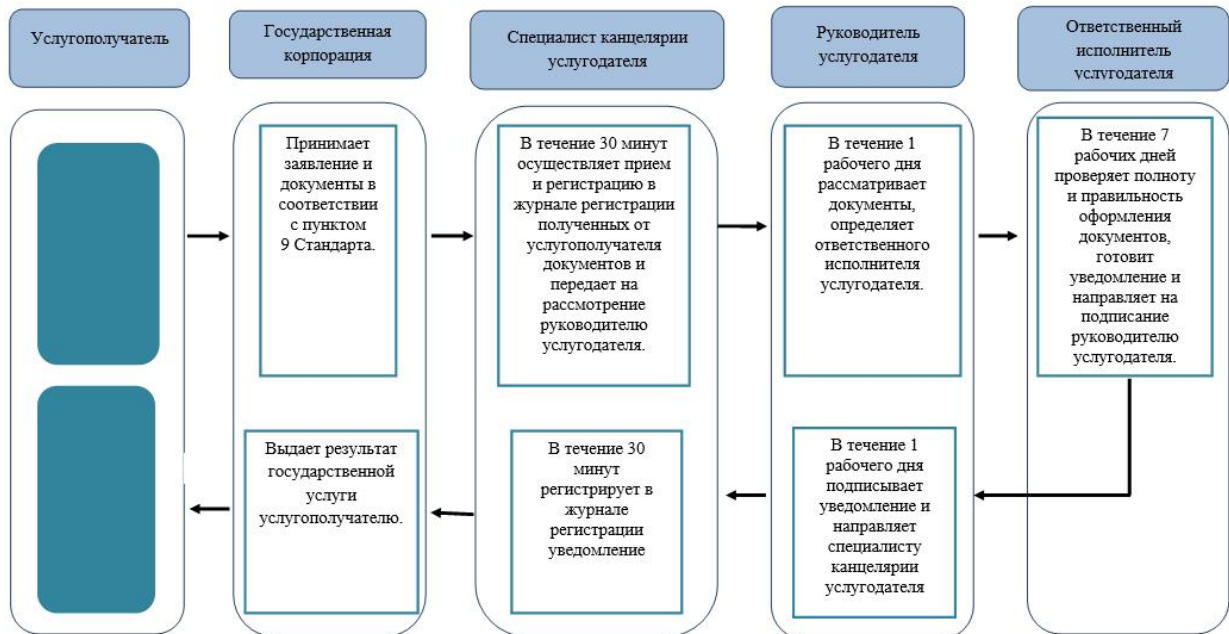 Услугополучатель
Государственная
корпорация
Специалист канцелярии
услугодателя
Руководитель
услугодателя
Ответственный
исполнитель
услугодателя
Принимает
заявление и
документы в
соответствии
с пунктом
9 Стандарта.
В течение 30 минут
осуществляет прием
и регистрацию в
журнале регистрации
полученных от
услугополучателя
документов и
передает на
рассмотрение
руководителю
услугодателя.
В течение 1
рабочего дня
рассматривает
документы,
определяет
ответственного
исполнителя
услугодателя.
В течение 7
рабочих дней
проверяет полноту
и правильность
оформления
документов,
готовит
уведомление и
направляет на
подписание
руководителю
услугодателя.
Выдает результат
государственной
услуги
услугополучателю.
В течение 30
минут
регистрирует в
журнале
регистрации
уведомление
В течение 1
рабочего дня
подписывает
уведомление и
направляет
специалисту
канцелярии
услугодателя